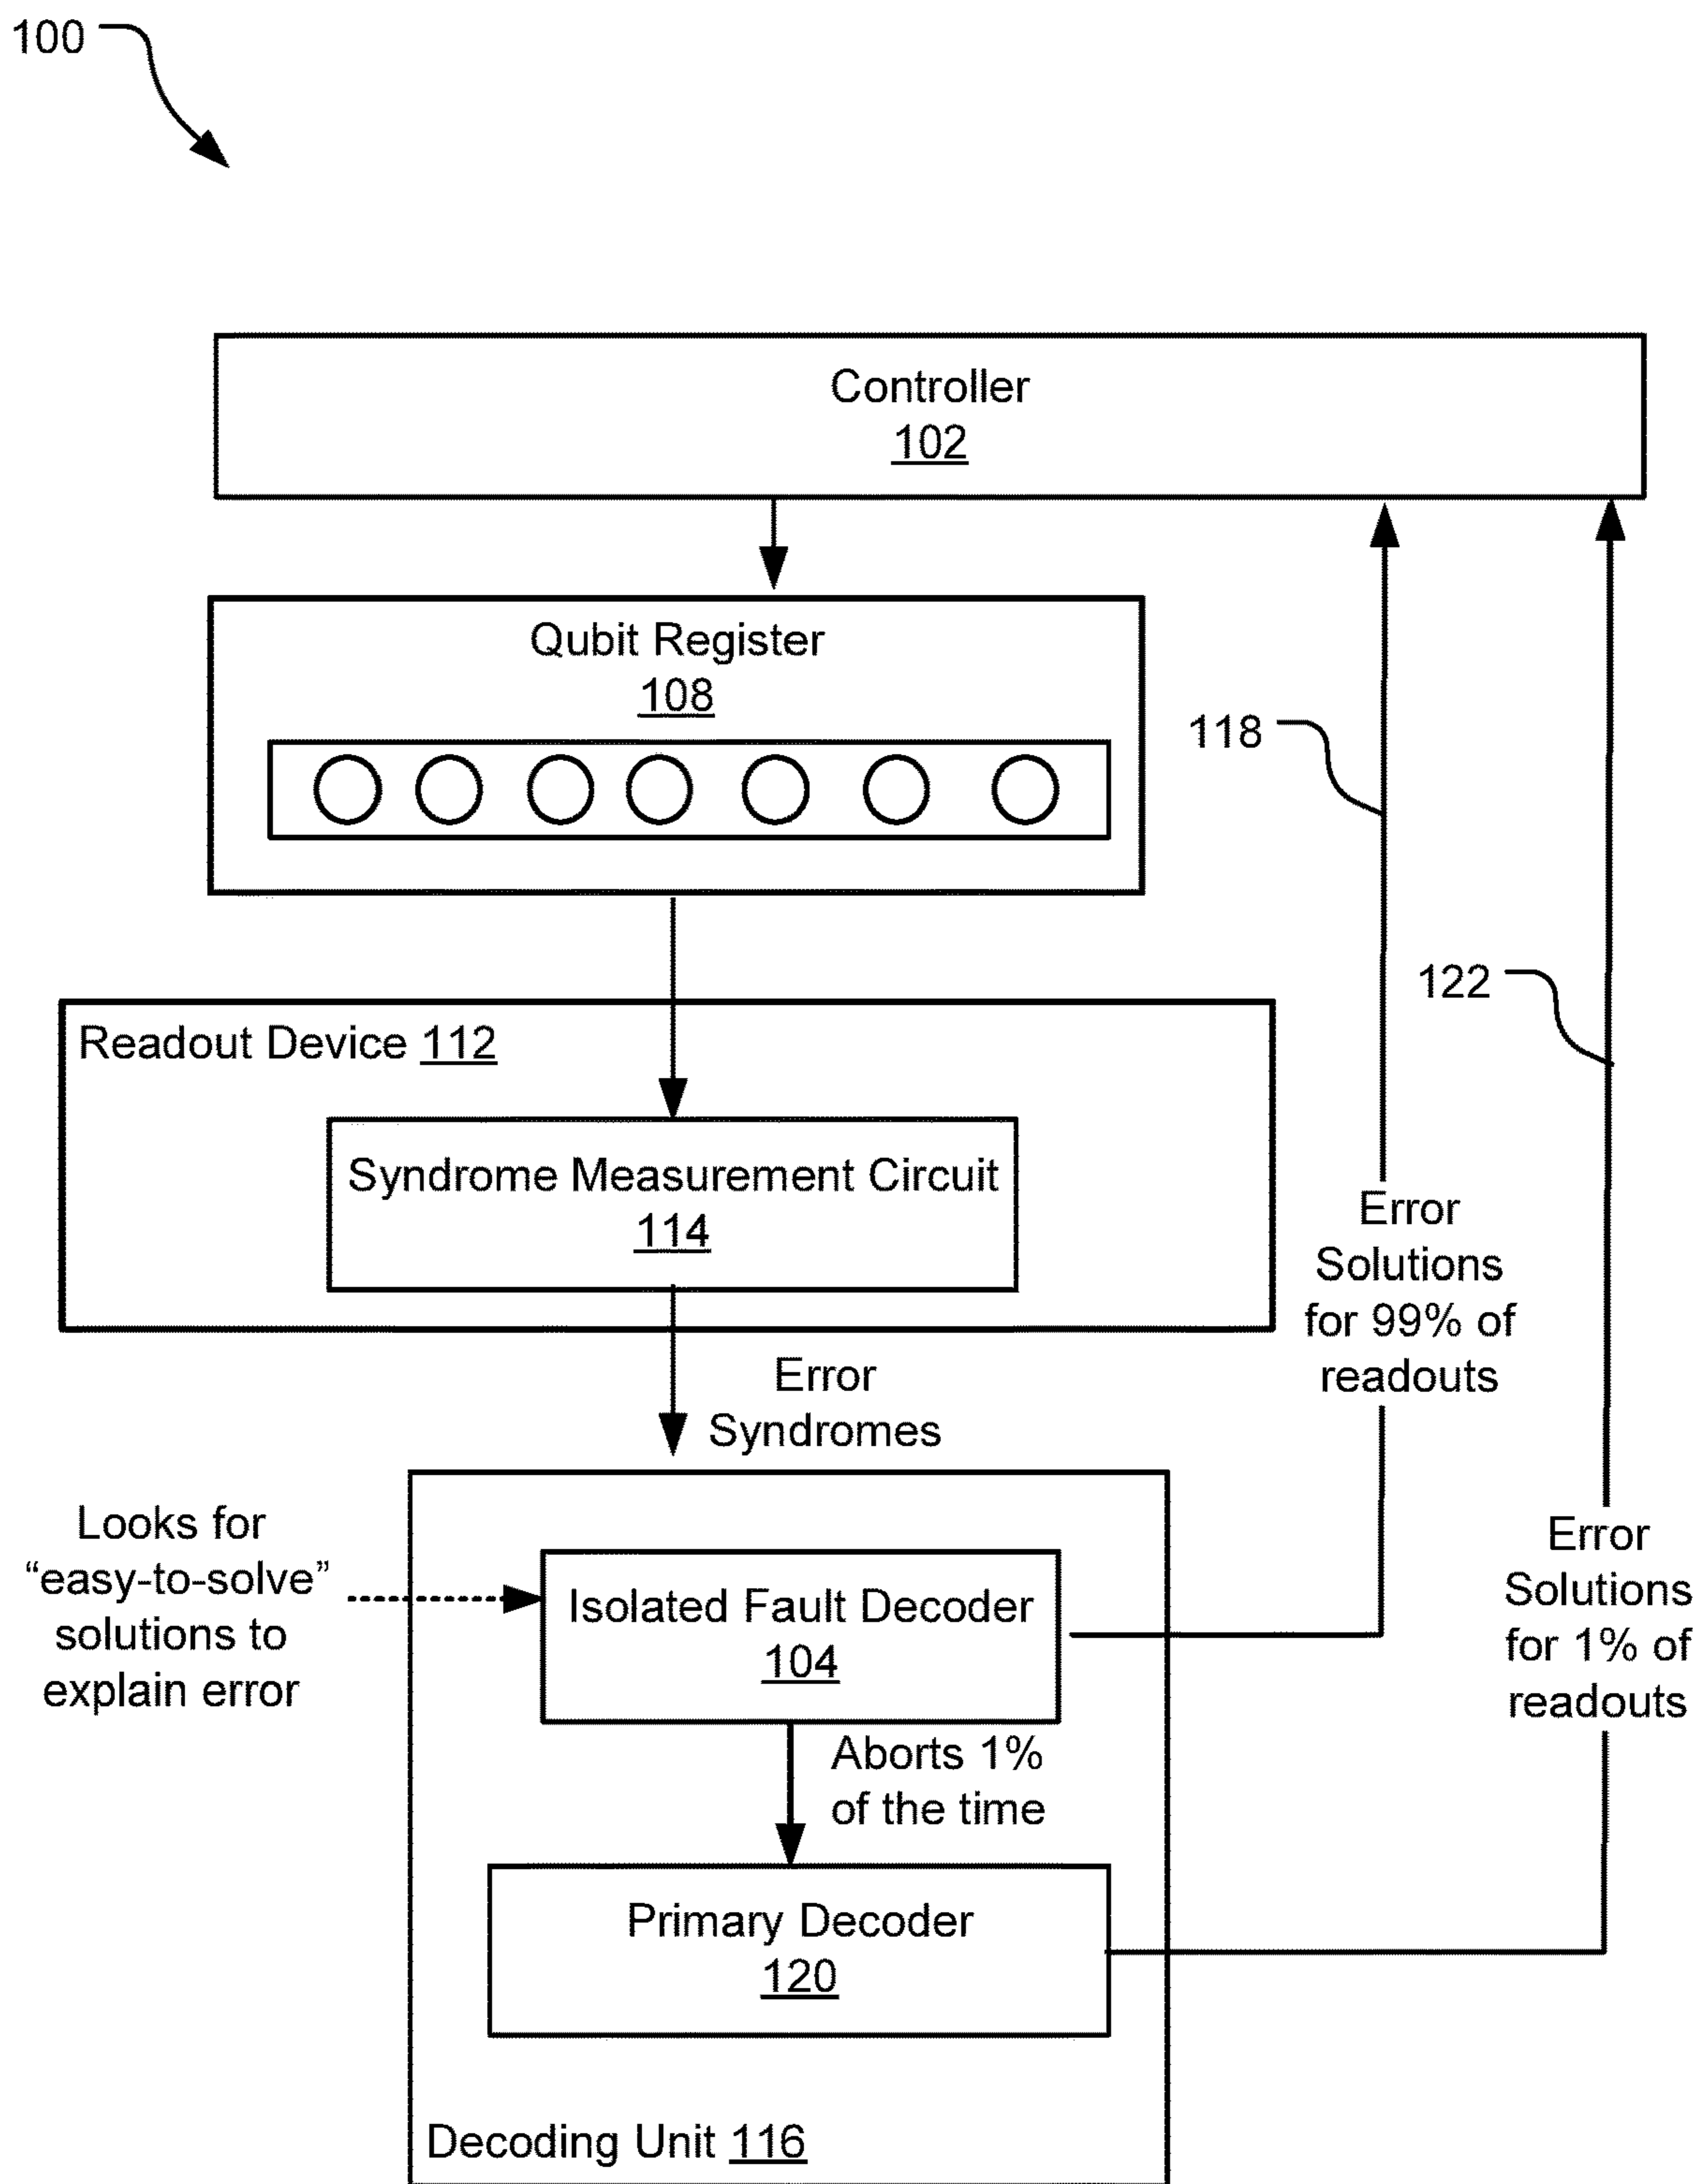 100
Controller
102
Qubit Register
108
118
122
Readout Device 112
Syndrome Measurement Circuit
114
Error
Solutions
for 99% of
readouts
Error
Syndromes
Looks for
“easy-to-solve”
solutions to
explain error
Isolated Fault Decoder
104
Error
Solutions
for 1% of
readouts
Aborts 1%
of the time
Primary Decoder
120
Decoding Unit 116